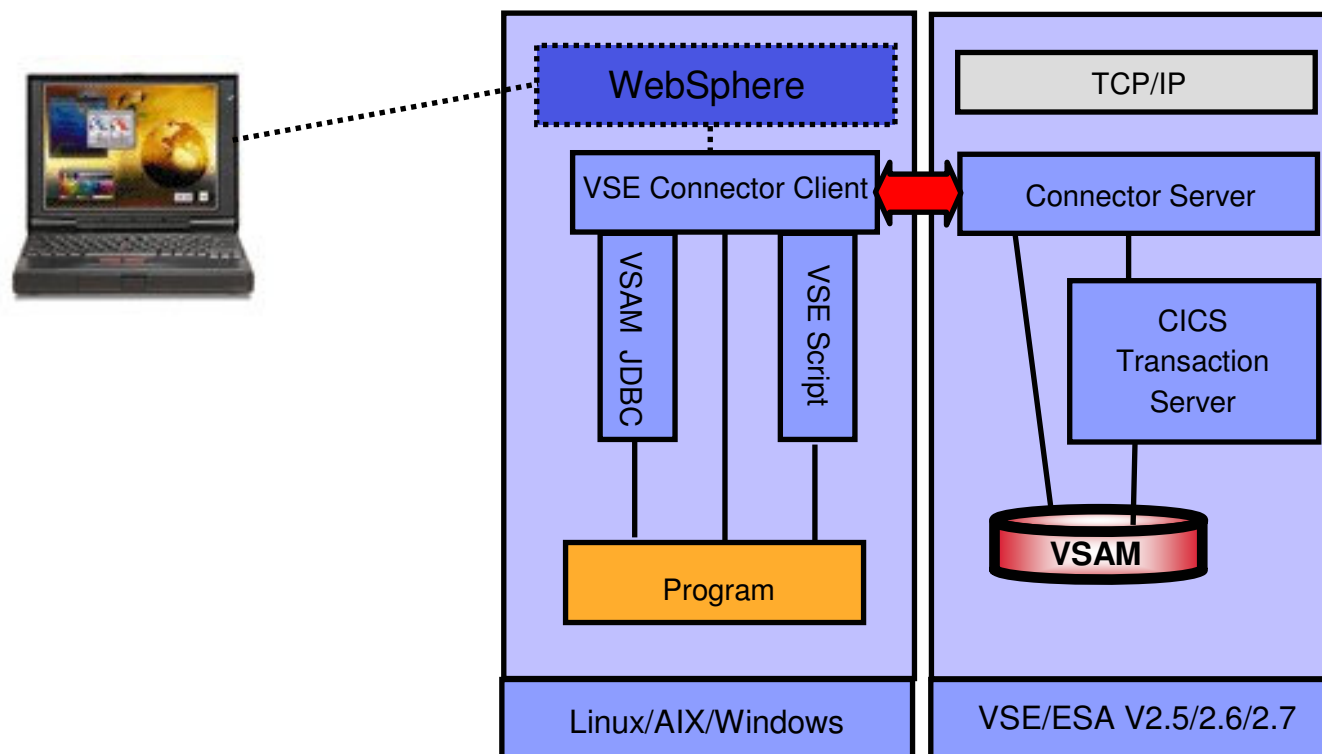 WebSphere
TCP/IP
VSE Connector Client
Connector Server
VSAM JDBC
VSE Script
CICS
Transaction
Server
VSAM
Program
Linux/AIX/Windows
VSE/ESA V2.5/2.6/2.7